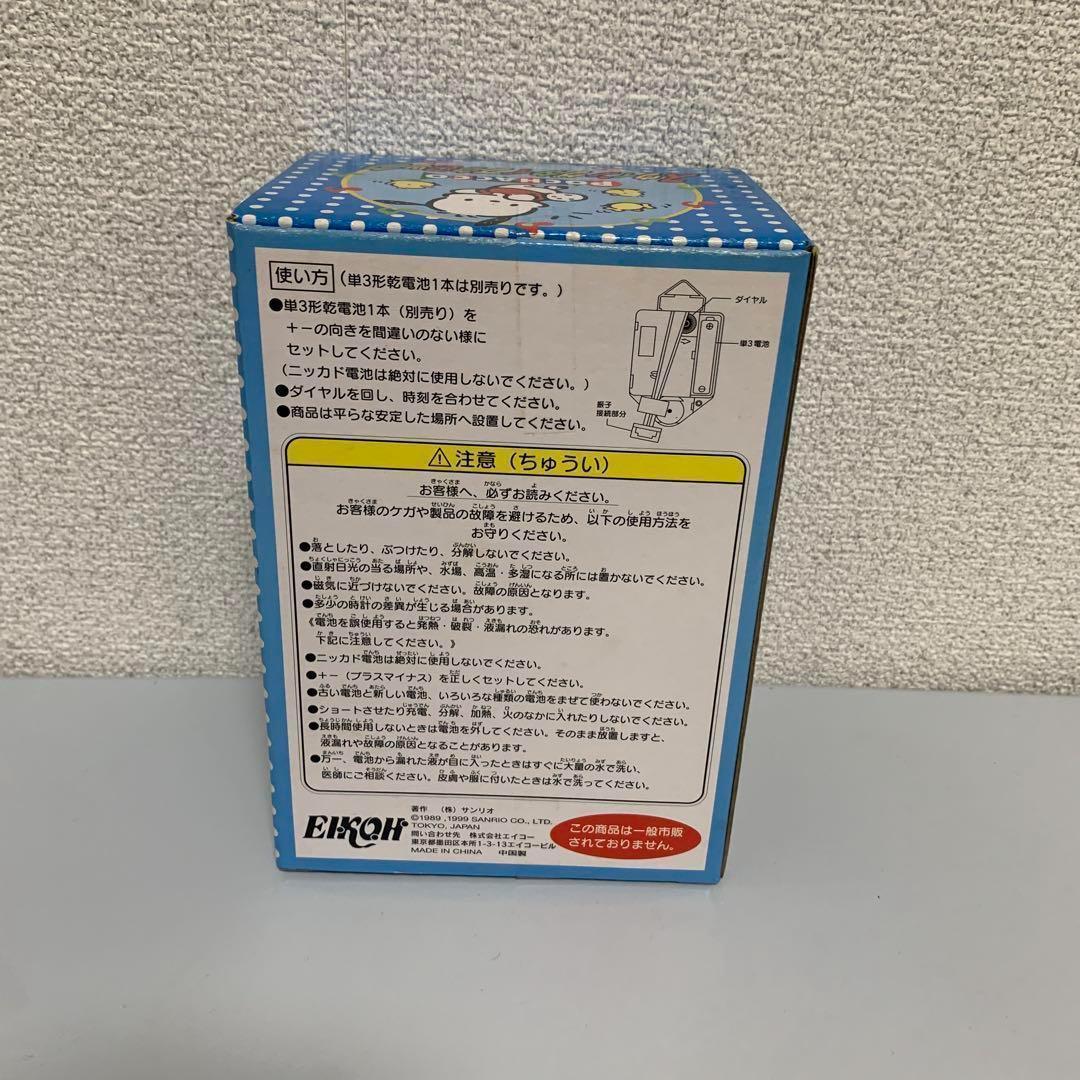 使い方 (単3形乾電池1本は別売りです。)
●単3形乾電池1本(別売り)を
+−の向きを間違いのない様に
セットしてください。
(ニッカド電池は絶対に使用しないでください。)
●ダイヤルを回し、時刻を合わせてください。
●商品は平らな安定した場所へ設置してください。
ダイヤル
単3電池
振子
接続部分
⚠注意(ちゅうい)
お客様へ、必ずお読みください。
お客様のケガや製品の故障を避けるため、以下の使用方法を
お守りください。
●落としたり、ぶつけたり、分解しないでください。
●直射日光の当る場所や、水場、高温・多湿になる所には置かないでください。
●磁気に近づけないでください。故障の原因となります。
●多少の時計の差異が生じる場合があります。
《電池を誤使用すると発熱・破裂・液漏れの恐れがあります。
下記に注意してください。》
●ニッカド電池は絶対に使用しないでください。
●+−(プラスマイナス)を正しくセットしてください。
●古い電池と新しい電池、いろいろな種類の電池をまぜて使わないでください。
●ショートさせたり充電、分解、加熱、火のなかに入れたりしないでください。
●長時間使用しないときは電池を外してください。そのまま放置しますと、
液漏れや故障の原因となることがあります。
●万一、電池から漏れた液が目に入ったときはすぐに大量の水で洗い、
医師にご相談ください。皮膚や服に付いたときは水で洗ってください。
EIKOH
著作 (株)サンリオ
©1989,1999 SANRIO CO., LTD.
TOKYO, JAPAN
問い合わせ先 株式会社エイコー
東京都墨田区本所1-3-13エイコービル
MADE IN CHINA 中国製
この商品は一般市販
されておりません。